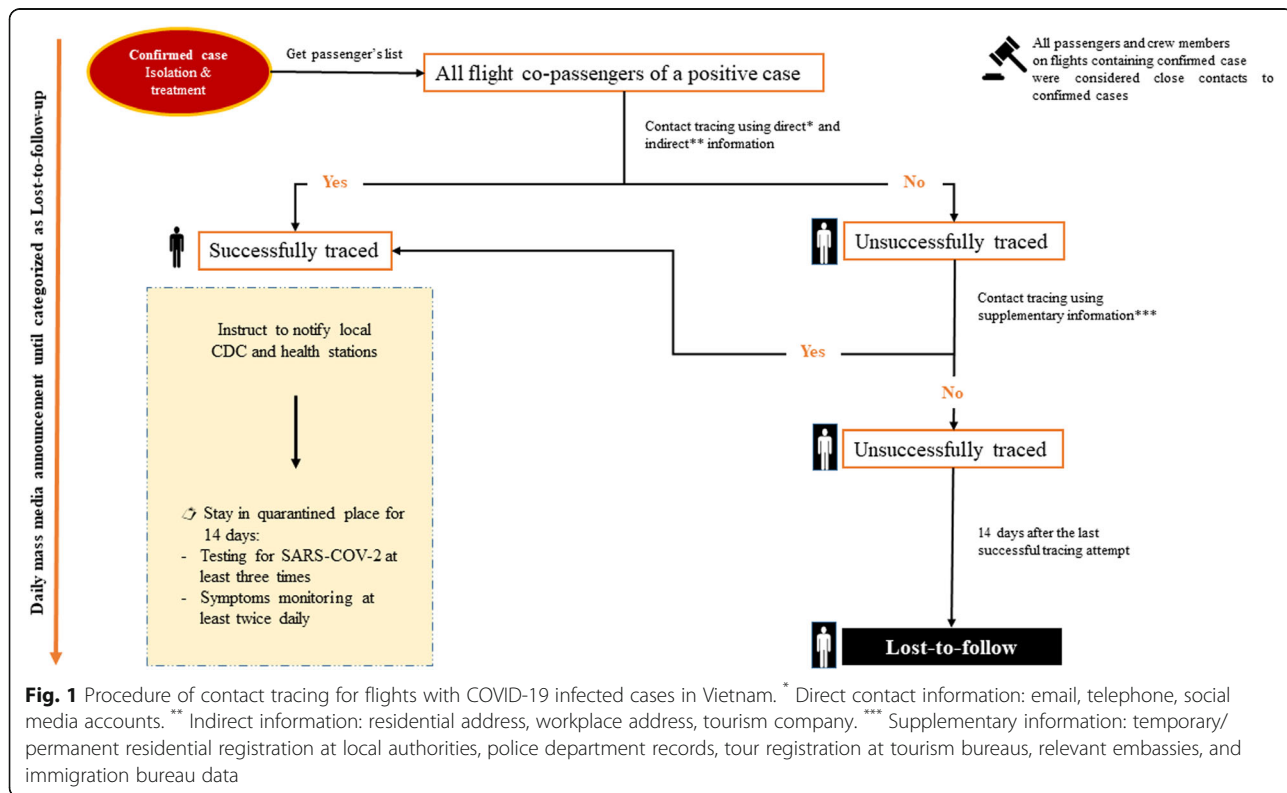 Confirmed case
Isolation &
treatment
Get passenger's list
All flight co-passengers of a positive case
All passengers and crew members
on flights containing confirmed case
were considered close contacts to
confirmed cases
Contact tracing using direct* and
indirect** information
Daily mass media announcement until categorized as Lost-to-follow-up
Yes
No
Successfully traced
Unsuccessfully traced
Contact tracing using
supplementary information***
Instruct to notify local
CDC and health stations
Yes
No
Unsuccessfully traced
Stay in quarantined place for
14 days:
- Testing for SARS-COV-2 at
least three times
- Symptoms monitoring at
least twice daily
14 days after the last
successful tracing attempt
Lost-to-follow
Fig. 1 Procedure of contact tracing for flights with COVID-19 infected cases in Vietnam. * Direct contact information: email, telephone, social
media accounts. ** Indirect information: residential address, workplace address, tourism company. *** Supplementary information: temporary/
permanent residential registration at local authorities, police department records, tour registration at tourism bureaus, relevant embassies, and
immigration bureau data